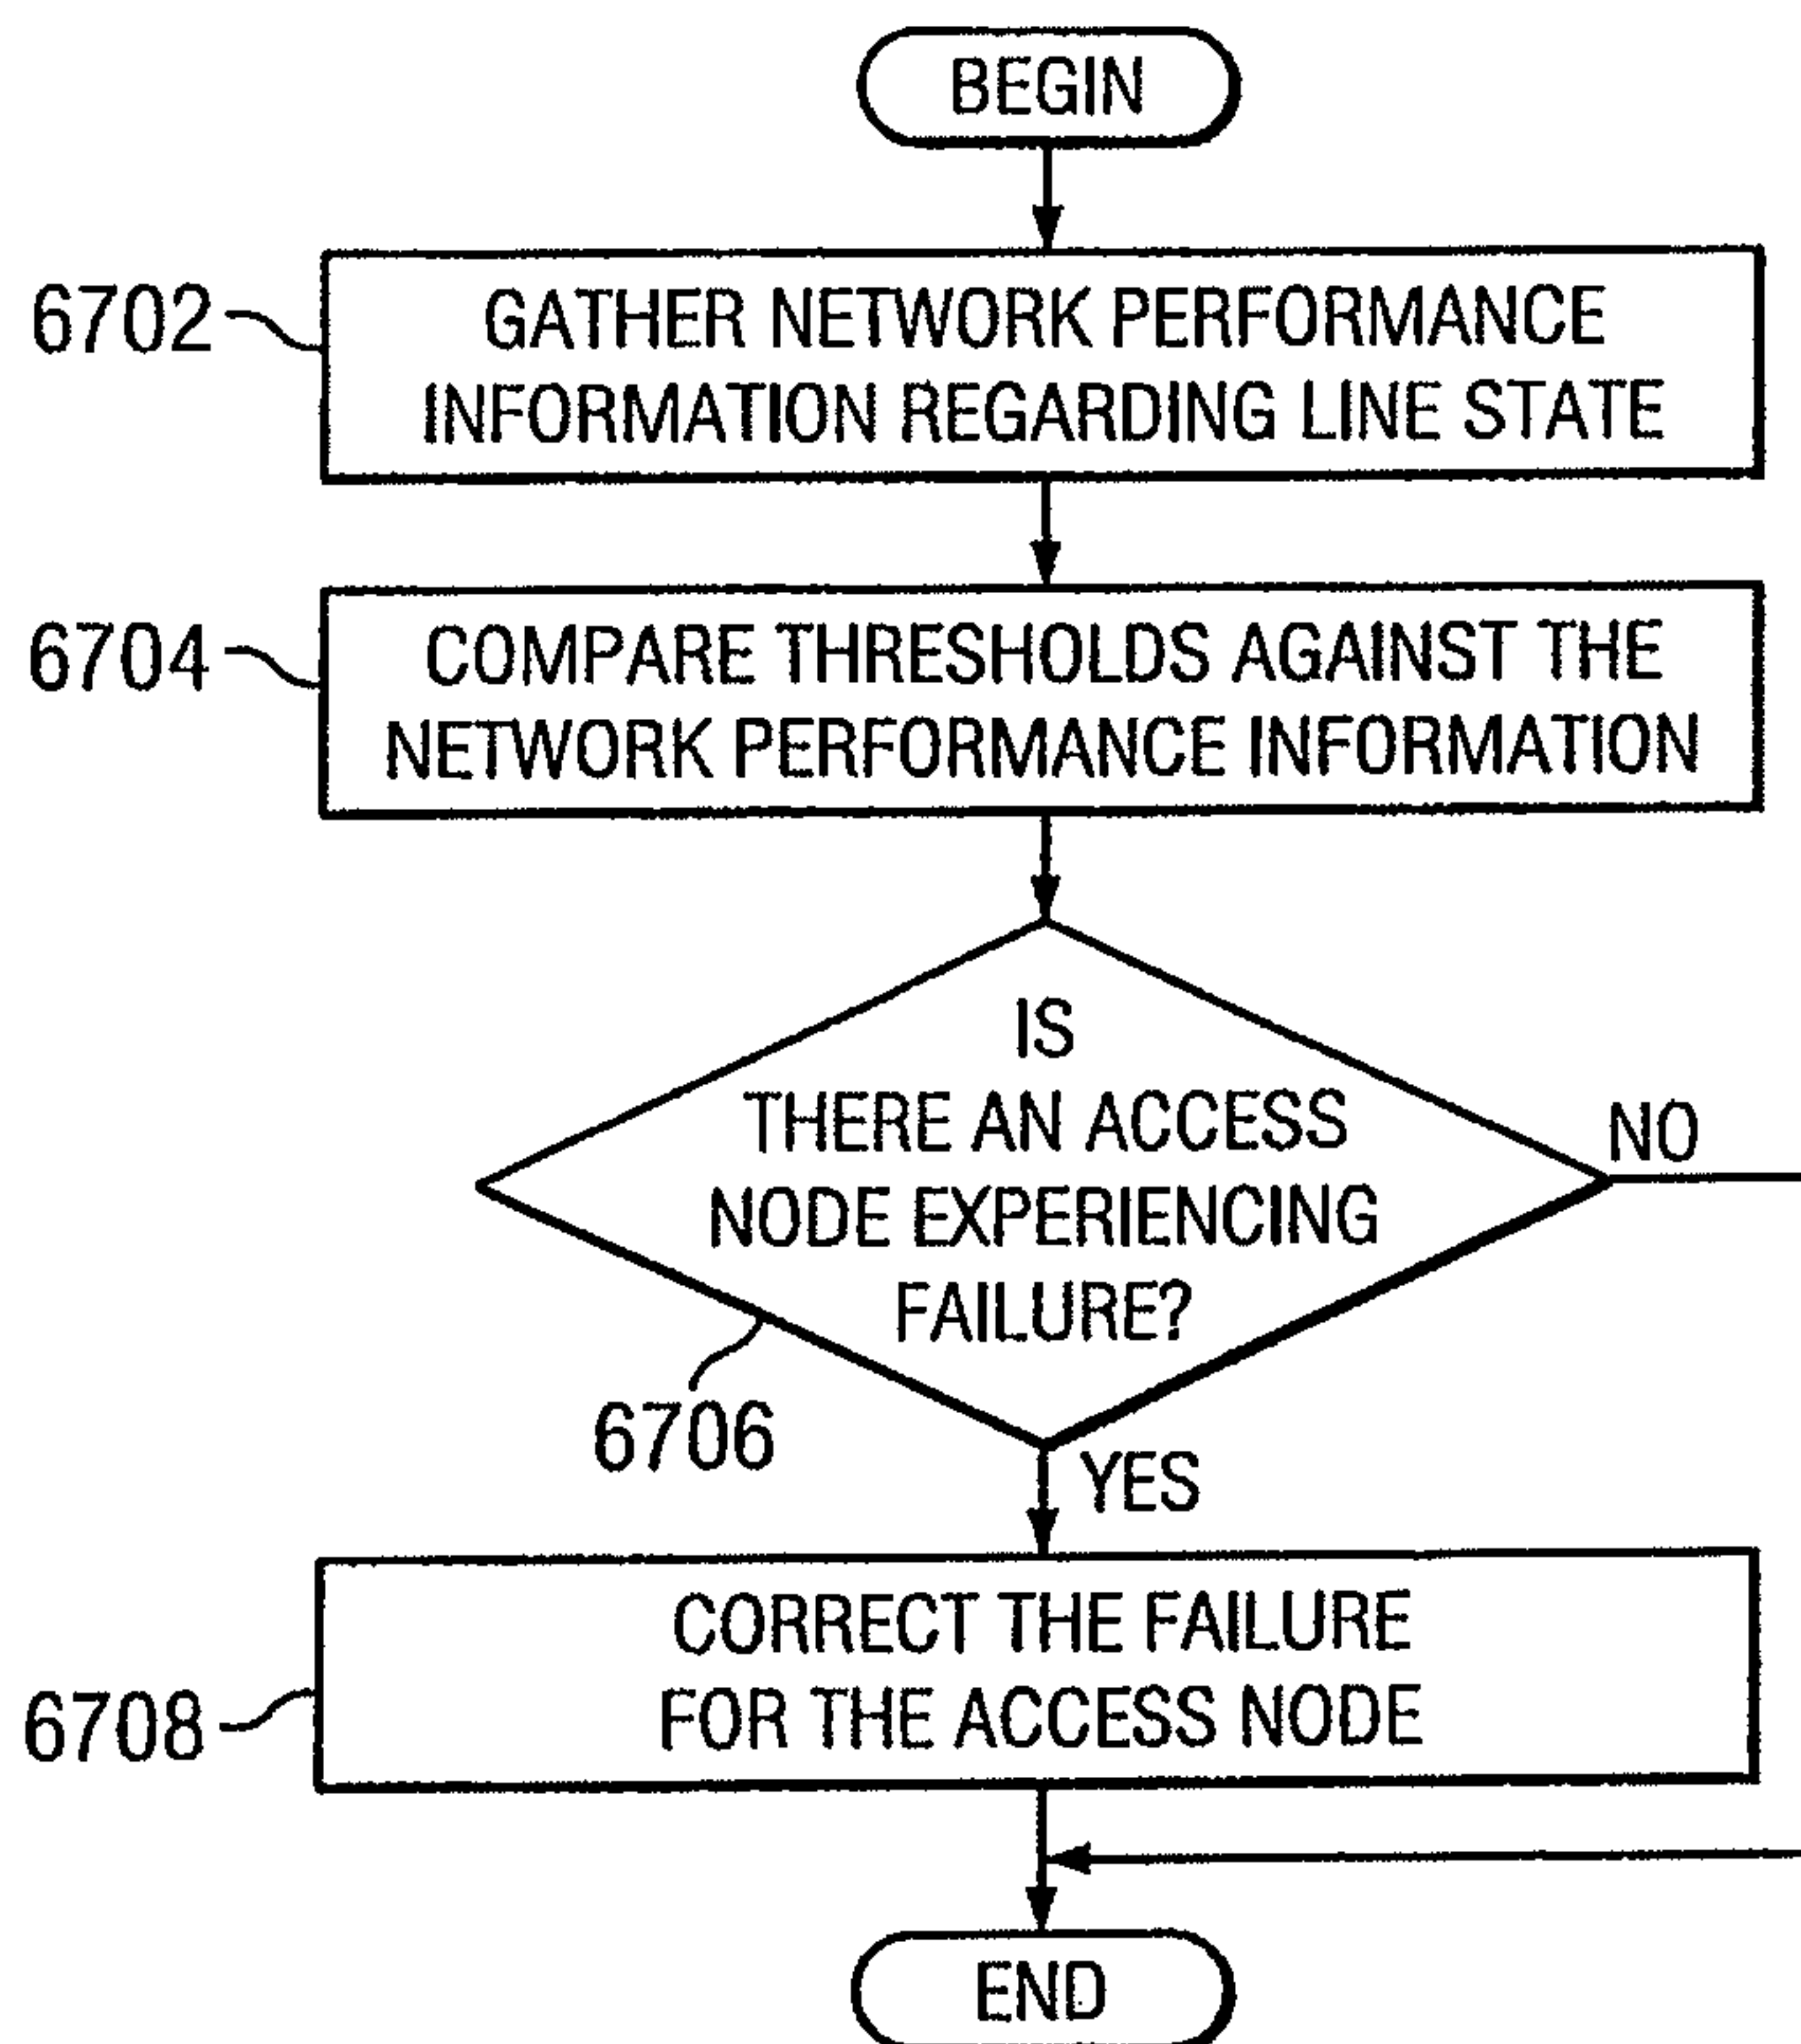 BEGIN
6702
GATHER NETWORK PERFORMANCE
INFORMATION REGARDING LINE STATE
6704
COMPARE THRESHOLDS AGAINST THE
NETWORK PERFORMANCE INFORMATION
IS
THERE AN ACCESS
NODE EXPERIENCING
FAILURE?
NO
6706
YES
6708
CORRECT THE FAILURE
FOR THE ACCESS NODE
END